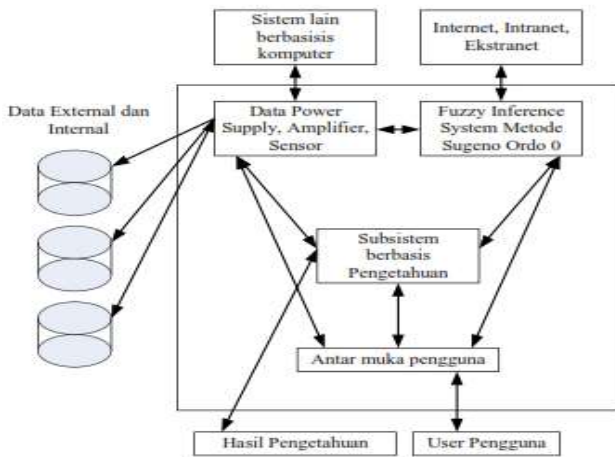 Sistem lain
berbasisis
komputer
Internet, Intranet,
Ekstranet
Data External dan
Internal
Data Power
Supply, Amplifier,
Sensor
Fuzzy Inference
System Metode
Sugeno Ordo 0
Subsistem
berbasis
Pengetahuan
Antar muka pengguna
Hasil Pengetahuan
User Pengguna